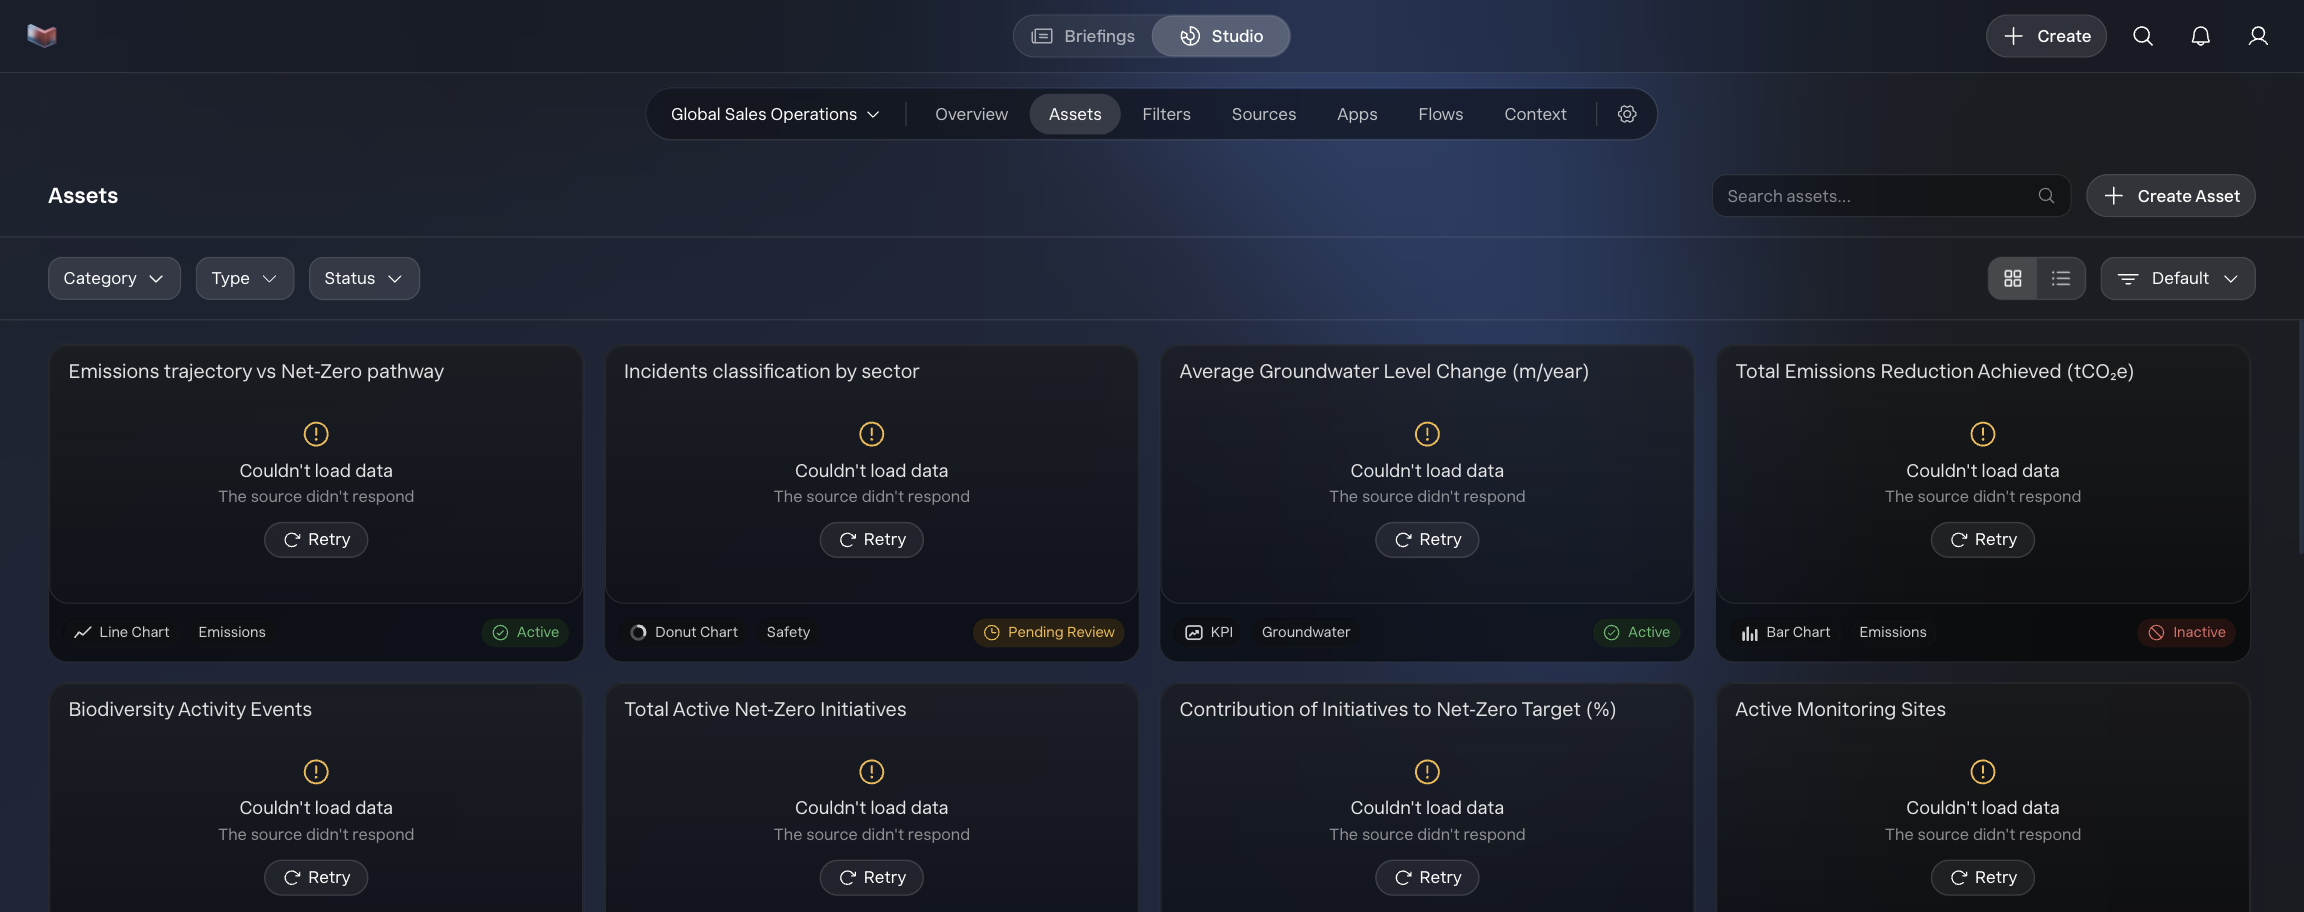 Briefings
Studio
Create
Global Sales Operations
Overview
Assets
Filters
Sources
Apps
Flows
Context
Assets
Search assets...
Create Asset
Category
Type
Status
Default
Emissions trajectory vs Net-Zero pathway
Couldn't load data
The source didn't respond
Retry
Line Chart
Emissions
Active
Incidents classification by sector
Couldn't load data
The source didn't respond
Retry
Donut Chart
Safety
Pending Review
Average Groundwater Level Change (m/year)
Couldn't load data
The source didn't respond
Retry
KPI
Groundwater
Active
Total Emissions Reduction Achieved (tCO₂e)
Couldn't load data
The source didn't respond
Retry
Bar Chart
Emissions
Inactive
Biodiversity Activity Events
Couldn't load data
The source didn't respond
Retry
Total Active Net-Zero Initiatives
Couldn't load data
The source didn't respond
Retry
Contribution of Initiatives to Net-Zero Target (%)
Couldn't load data
The source didn't respond
Retry
Active Monitoring Sites
Couldn't load data
The source didn't respond
Retry